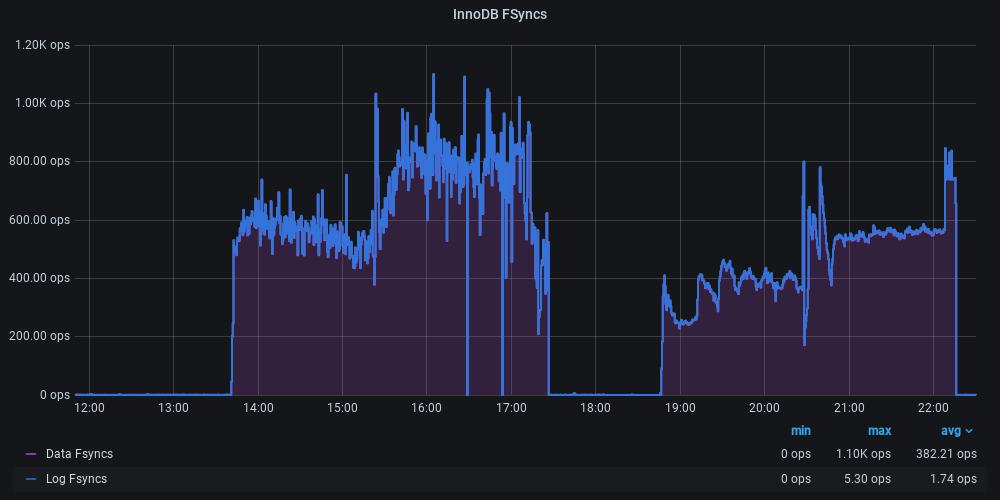 InnoDB FSyncs
1.20K ops
1.00K ops
800.00 ops
600.00 ops
400.00 ops
200.00 ops
0 ops
12:00 13:00 14:00 15:00 16:00 17:00 18:00 19:00 20:00 21:00 22:00
min max avg
Data Fsyncs 0 ops 1.10K ops 382.21 ops
Log Fsyncs 0 ops 5.30 ops 1.74 ops